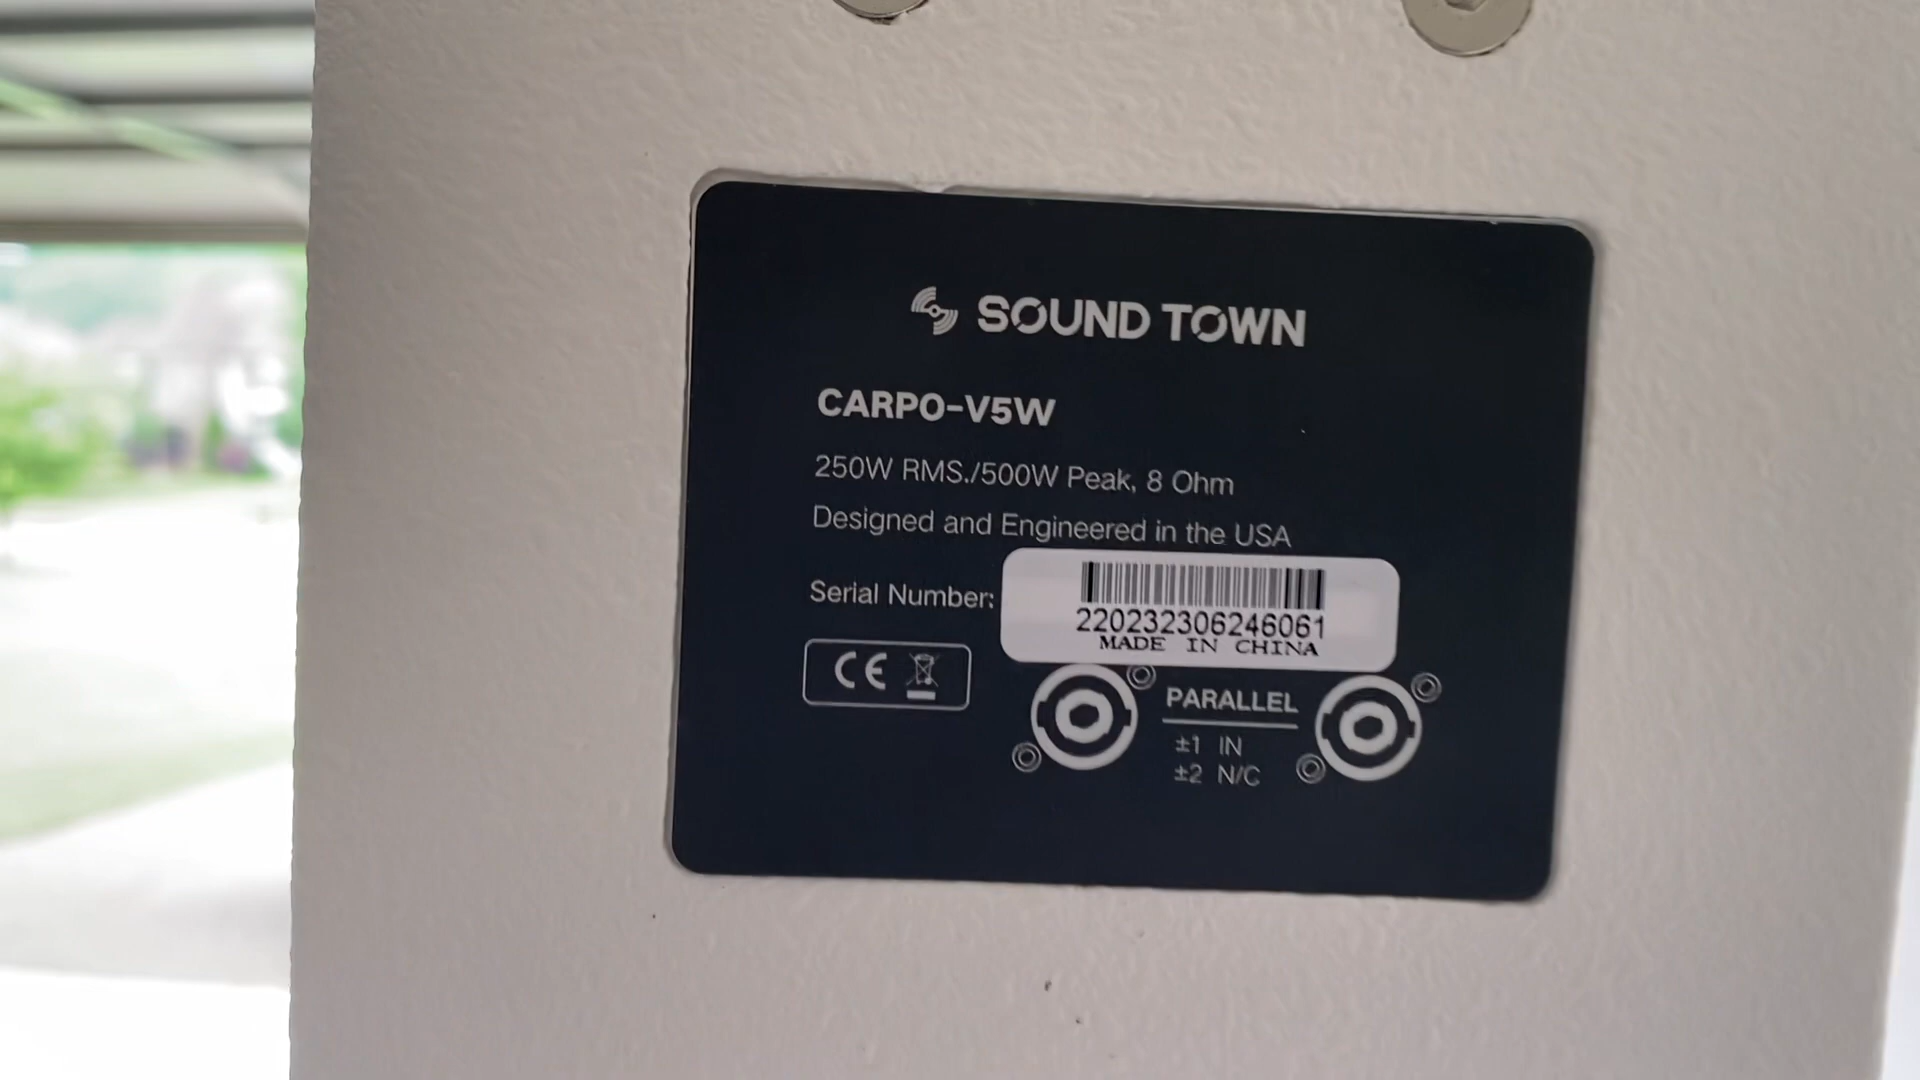 SOUND TOWN
CARPO-V5W
250W RMS./500W Peak, 8 Ohm
Designed and Engineered in the USA
Serial Number:
220232306246061
MADE IN CHINA
CE
PARALLEL
±1 IN
±2 N/C